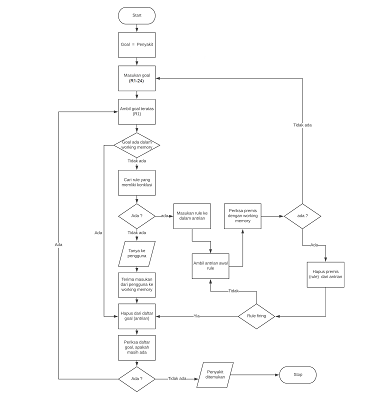 Start
Goal = Penyakit
Masukan goal
(R1-24)
Ambil goal teratas
(R1)
Tidak ada
Goal ada dalam
working memory
Tidak ada
Cari rule yang
memiliki konklusi
Ada ?
ada
Masukan rule ke
dalam antrian
Periksa premis
dengan working
memory
ada ?
Tidak ada
Ada
Ada
Tanya ke
pengguna
Ambil antrian awal
rule
Ada
Hapus premis
(rule) dari antrian
Terima masukan
dari pengguna ke
working memory
Tidak
Hapus dari daftar
goal (antrian)
Ya
Rule firing
Periksa daftar
goal, apakah
masih ada
Ada ?
Tidak ada
Penyakit
ditemukan
Stop